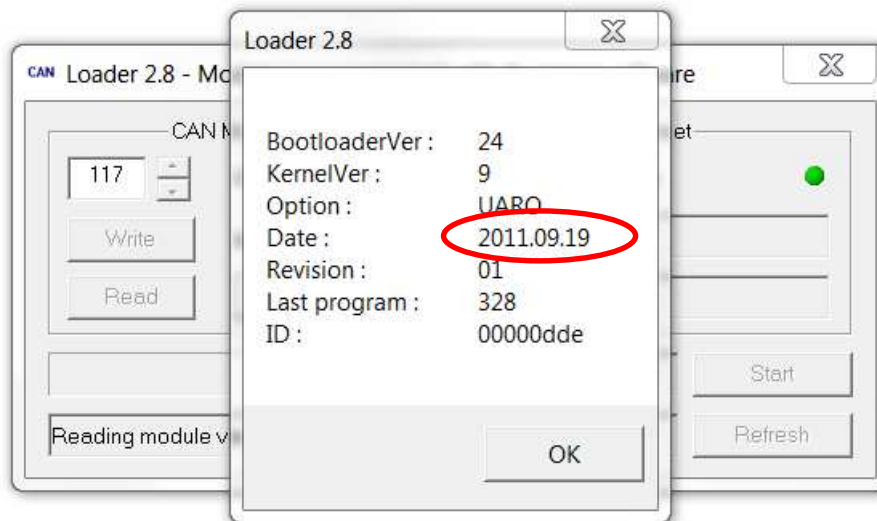 Loader 2.8
CAN Loader 2.8 - Mo
re
CAN M
et
117
Write
Read
BootloaderVer : 24
KernelVer : 9
Option : UARO
Date : 2011.09.19
Revision : 01
Last program : 328
ID : 00000dde
Start
Reading module v
Refresh
OK